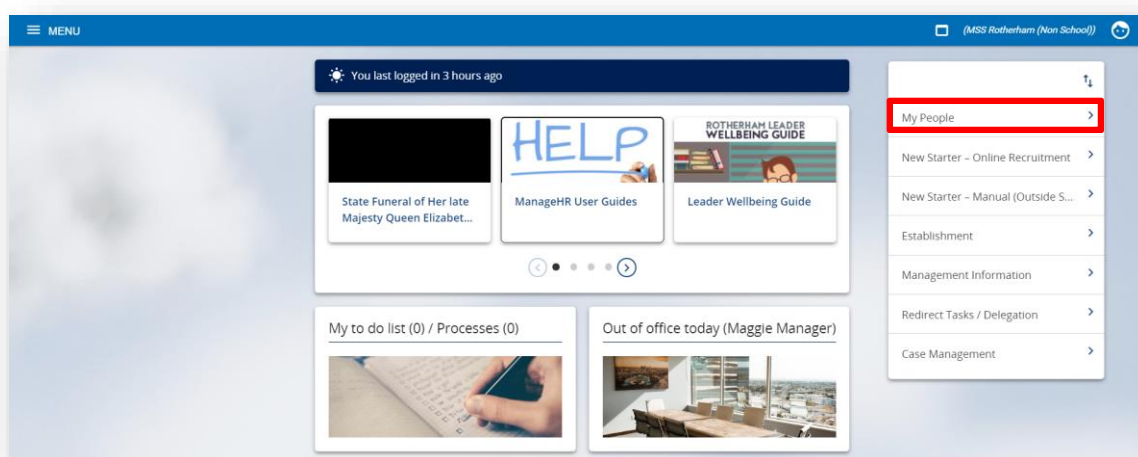 MENU
(MSS Rotherham (Non School))
You last logged in 3 hours ago
HELP
ROTHERHAM LEADER
WELLBEING GUIDE
State Funeral of Her late
Majesty Queen Elizabet...
ManageHR User Guides
Leader Wellbeing Guide
My to do list (0) / Processes (0)
Out of office today (Maggie Manager)
My People
New Starter – Online Recruitment
New Starter – Manual (Outside S...
Establishment
Management Information
Redirect Tasks / Delegation
Case Management